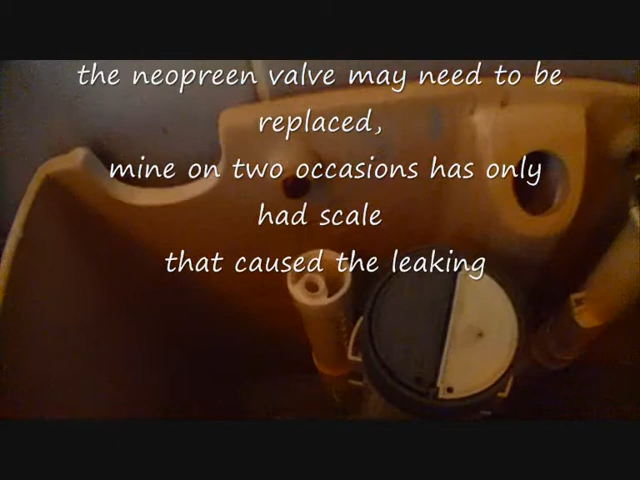 the neopreen valve may need to be
replaced,
mine on two occasions has only
had scale
that caused the leaking